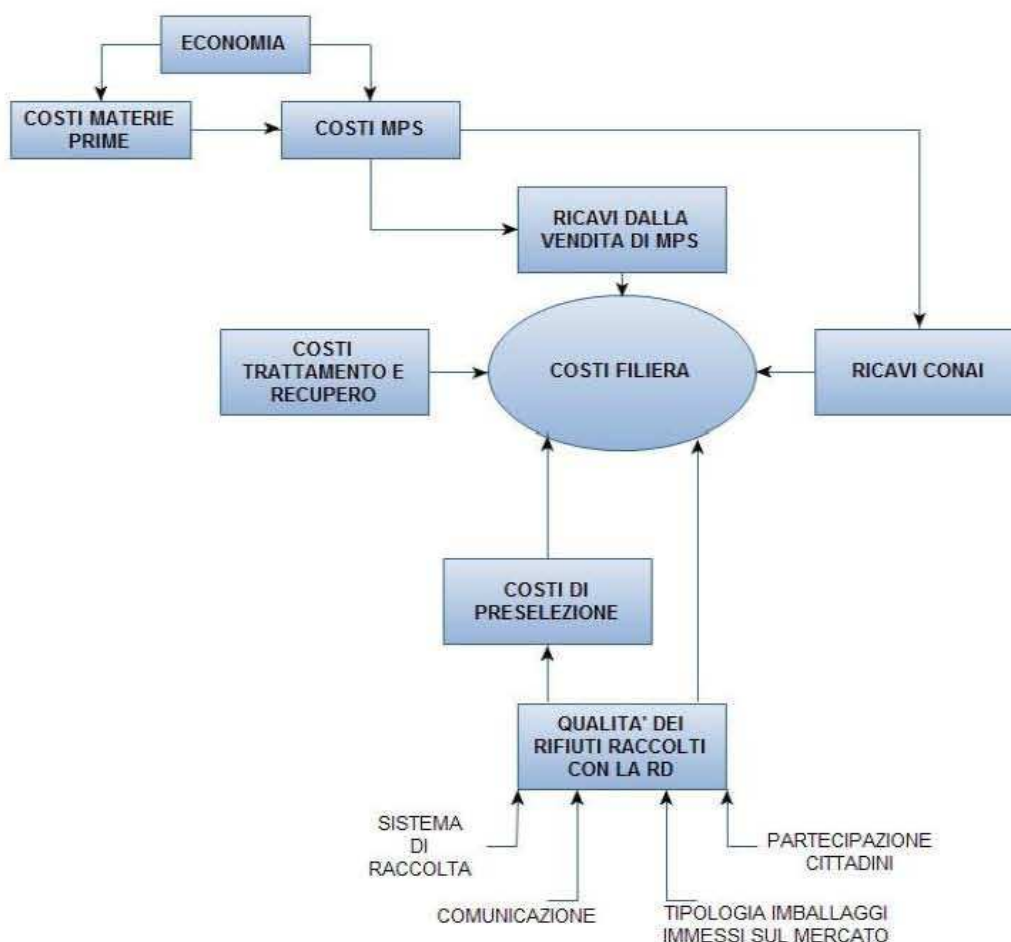 ECONOMIA
COSTI MATERIE
PRIME
COSTI MPS
RICAVI DALLA
VENDITA DI MPS
COSTI
TRATTAMENTO E
RECUPERO
COSTI FILIERA
RICAVI CONAI
COSTI DI
PRESELEZIONE
QUALITA' DEI
RIFIUTI RACCOLTI
CON LA RD
SISTEMA
DI
RACCOLTA
PARTECIPAZIONE
CITTADINI
COMUNICAZIONE
TIPOLOGIA IMBALLAGGI
IMMESSI SUL MERCATO